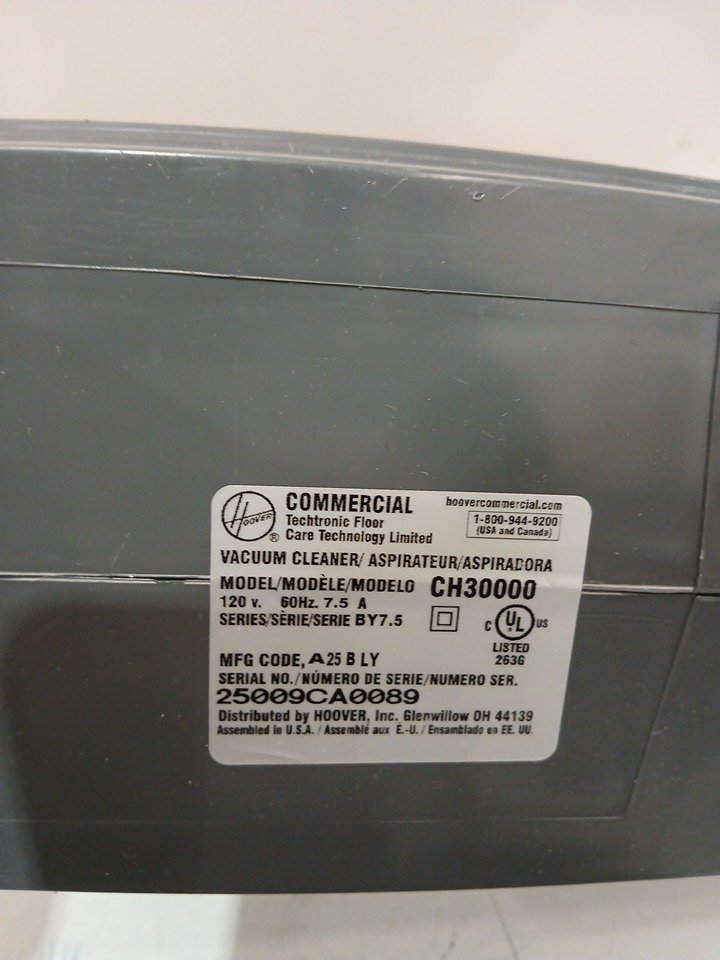 HOOVER ®
COMMERCIAL
Techtronic Floor
Care Technology Limited
hoovercommercial.com
1-800-944-9200
(USA and Canada)
VACUUM CLEANER/ ASPIRATEUR/ASPIRADORA
MODEL/MODÈLE/MODELO CH30000
120 v. 60Hz. 7.5 A
SERIES/SÈRIE/SERIE BY7.5
C UL US
LISTED
263G
MFG CODE, A25 B LY
SERIAL NO./NÚMERO DE SERIE/NUMERO SER.
25009CA0089
Distributed by HOOVER, Inc. Glenwillow OH 44139
Assembled in U.S.A. / Assemblé aux É.-U. / Ensamblado en EE. UU.